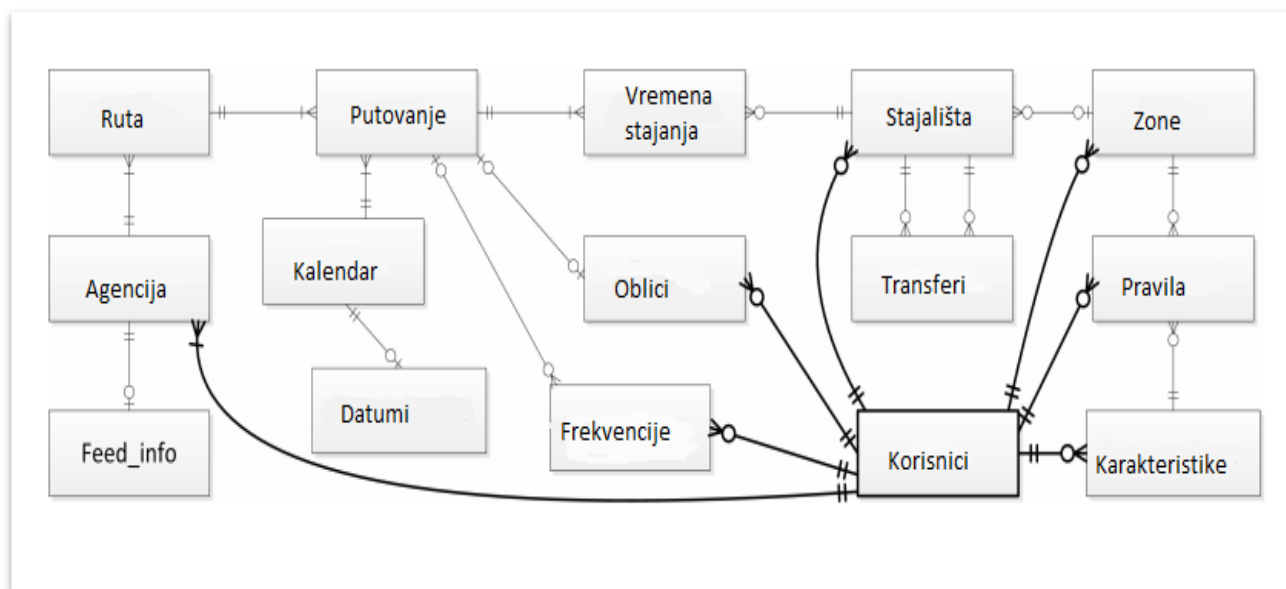 Ruta
Putovanje
Vremena
stajanja
Stajališta
Zone
Agencija
Kalendar
Oblici
Transferi
Pravila
Feed_info
Datumi
Frekvencije
Korisnici
Karakteristike